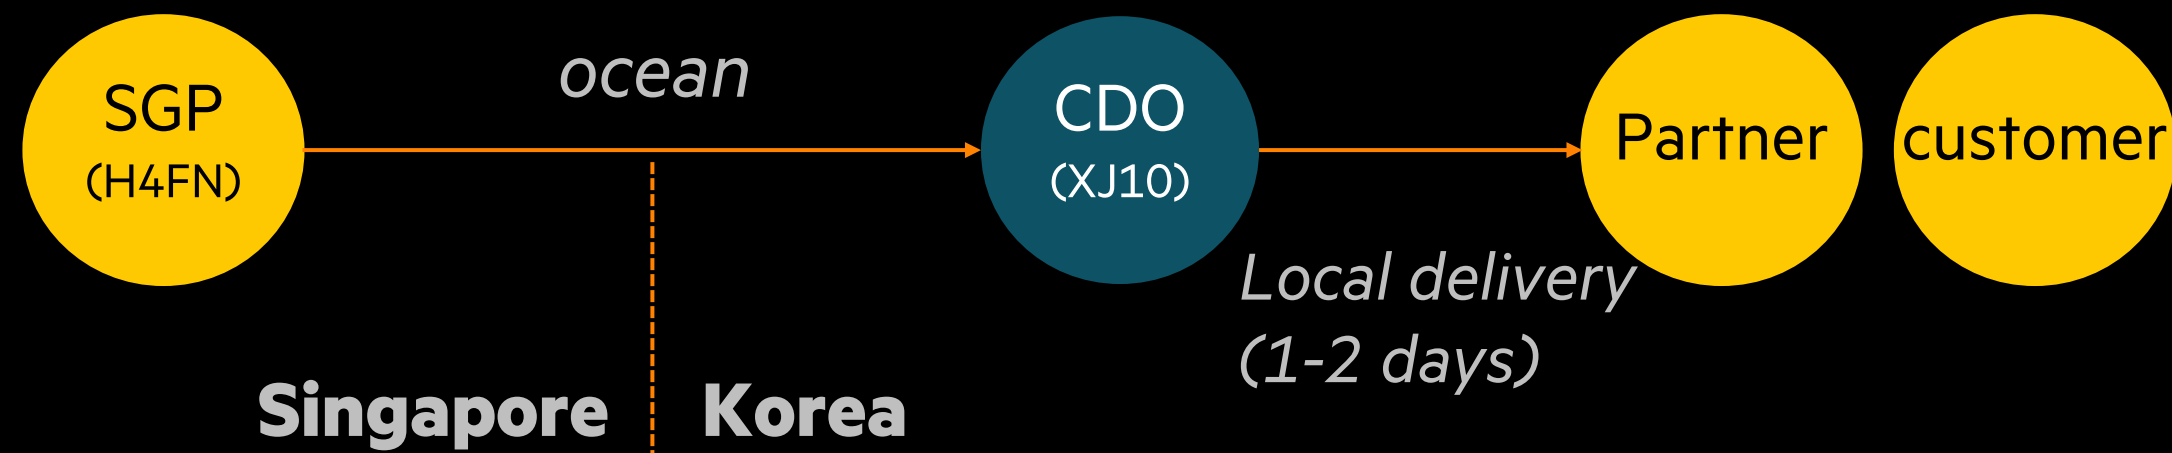 SGP
(H4FN)
ocean
CDO
(XJ10)
Partner
customer
Local delivery
(1-2 days)
Singapore
Korea